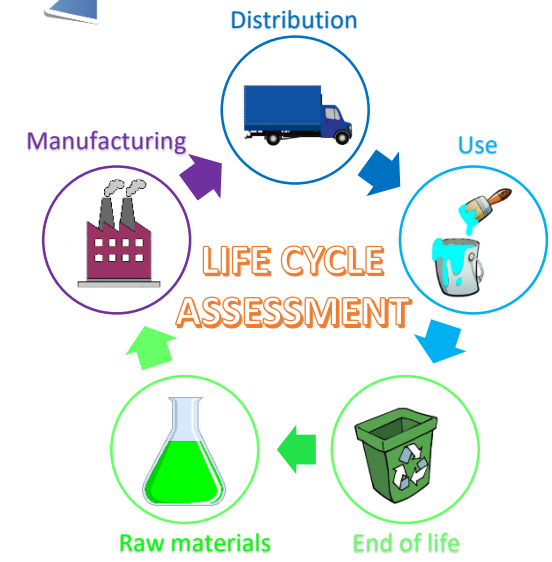 Distribution
Manufacturing
Use
LIFE CYCLE
ASSESSMENT
Raw materials
End of life